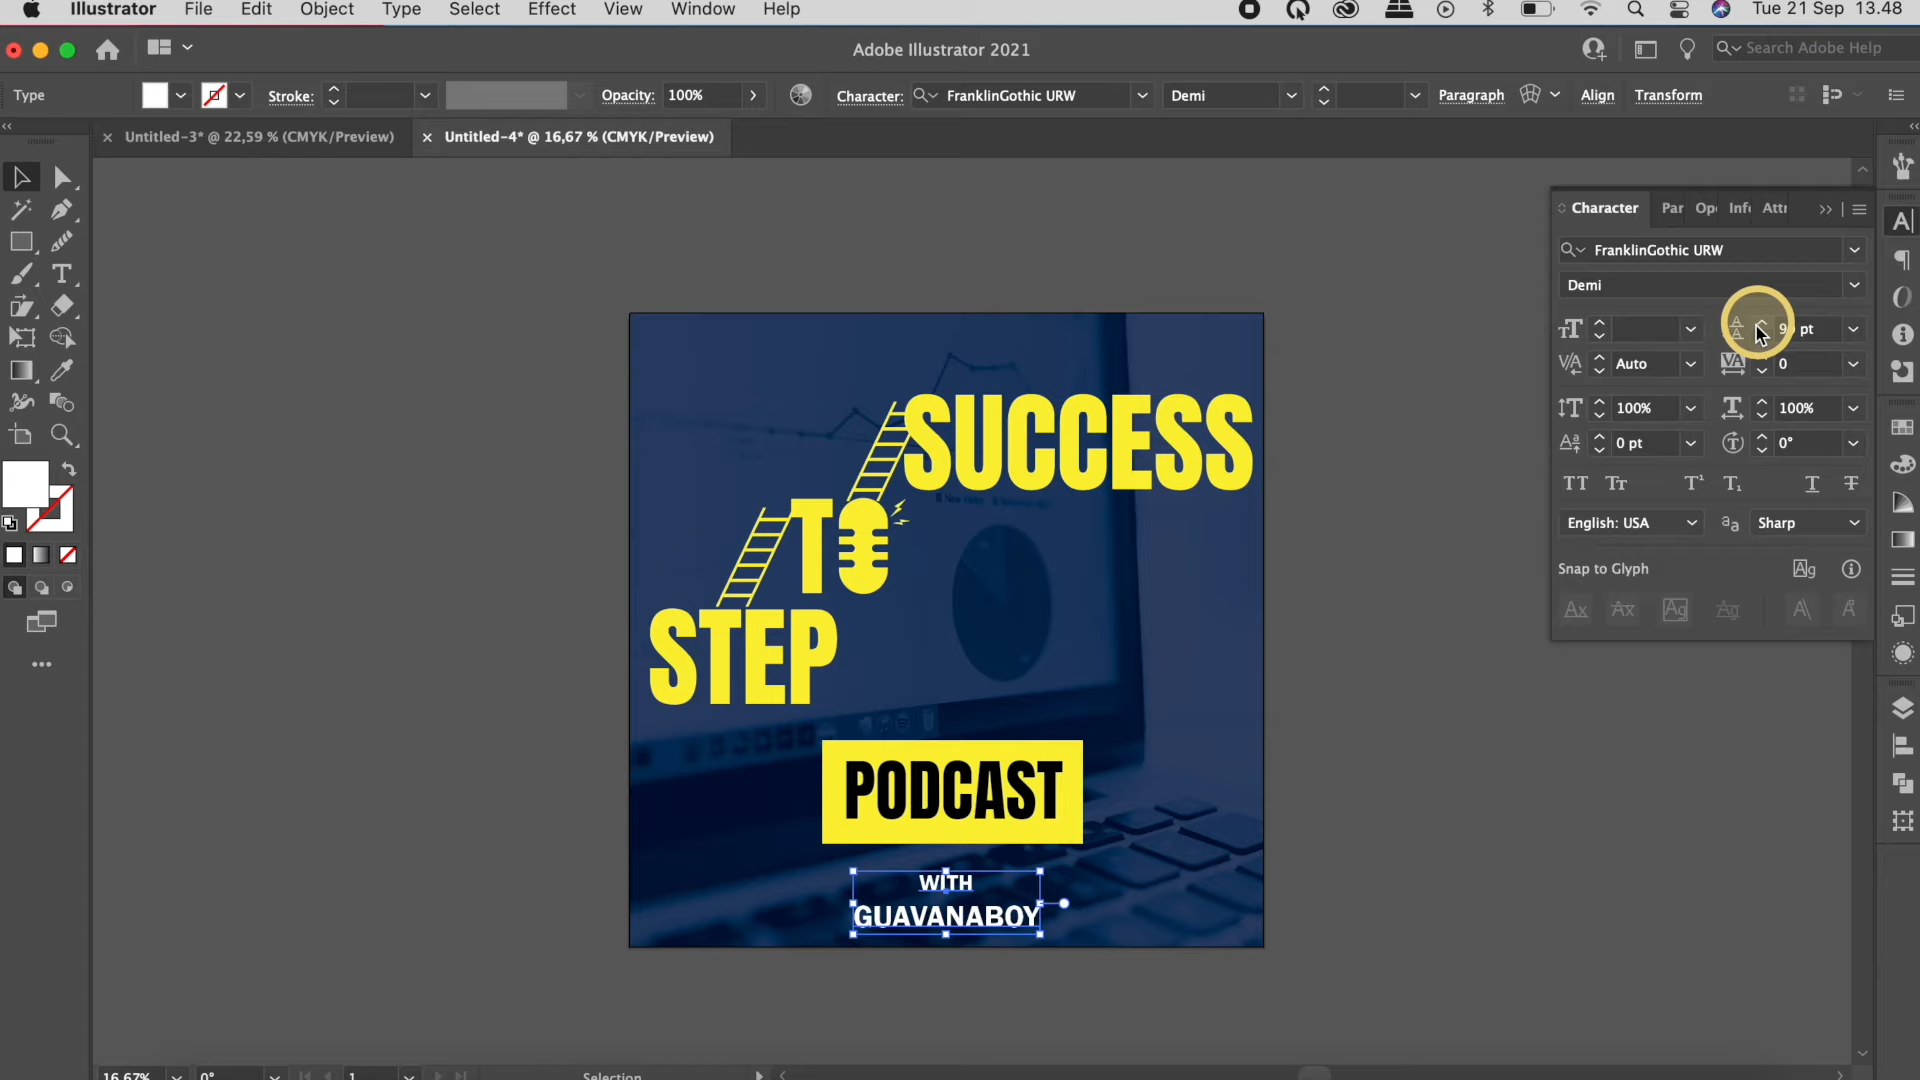 Illustrator File Edit Object Type Select Effect View Window Help Tue 21 Sep 13.48
Adobe Illustrator 2021 Search Adobe Help
Type Stroke: Opacity: 100% Character: FranklinGothic URW Demi Paragraph Align Transform
Untitled-3* @ 22,59 % (CMYK/Preview) Untitled-4* @ 16,67 % (CMYK/Preview)
Character Par Ope Info Attr
FranklinGothic URW
Demi
pt
Auto 0
100% 100%
0 pt 0°
English: USA Sharp
Snap to Glyph
SUCCESS
TO
STEP
PODCAST
WITH
GUAVANABOY
16,67% 0° 1 Selection